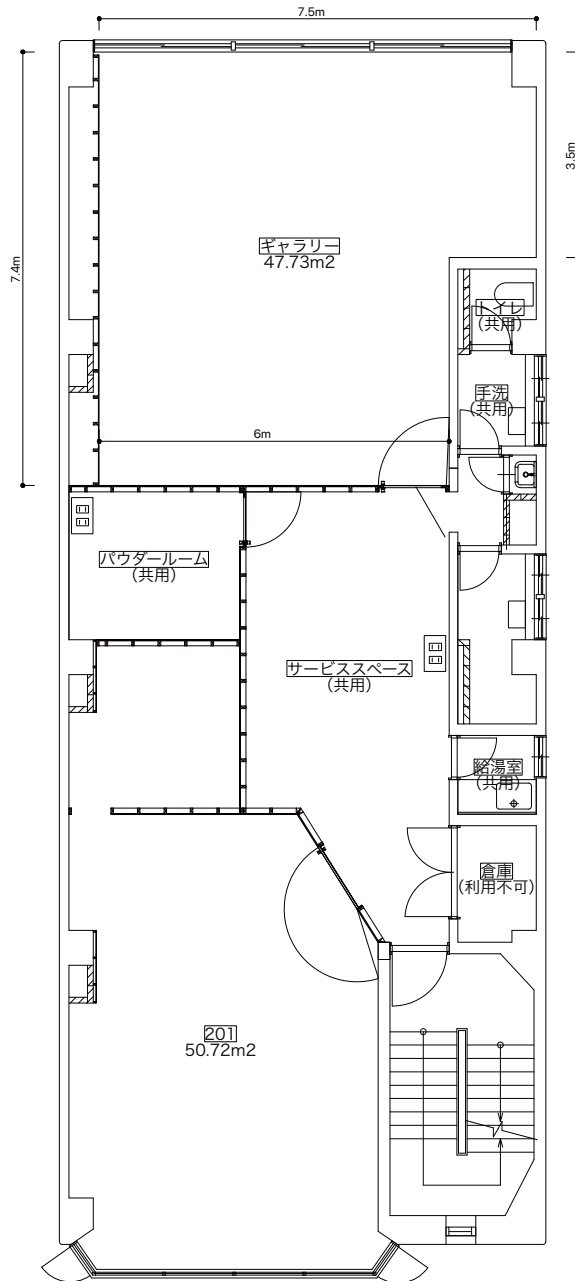 7.5m
3.5m
7.4m
ギャラリー
47.73m2
トイレ
(共用)
手洗
(共用)
6m
パウダールーム
(共用)
サービススペース
(共用)
給湯室
(共用)
倉庫
(利用不可)
201
50.72m2